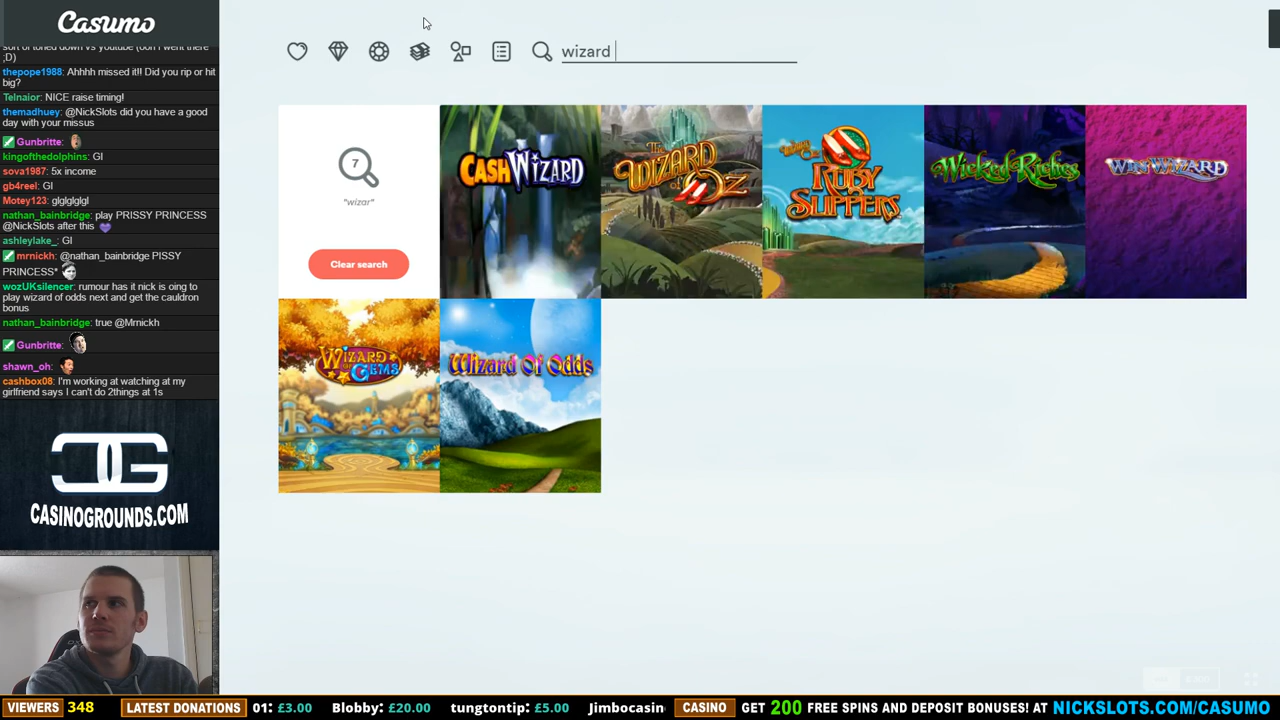 Casumo
sort of toned down vs youtube (ooh I went there
;D)
thepope1988: Ahhhh missed it!! Did you rip or hit
big?
Telnaior: NICE raise timing!
themadhuey: @NickSlots did you have a good
day with your missus
Gunbritte:
kingofthedolphins: Gl
sova1987: 5x income
gb4reel: Gl
Motey123: glglglglgl
nathan_bainbridge: play PRISSY PRINCESS
@NickSlots after this
ashleylake_: Gl
mrnickh: @nathan_bainbridge PISSY
PRINCESS*
wozUKsilencer: rumour has it nick is oing to
play wizard of odds next and get the cauldron
bonus
nathan_bainbridge: true @Mrnickh
Gunbritte:
shawn_oh:
cashbox08: I'm working at watching at my
girlfriend says I can't do 2things at 1s
CG
CASINOGROUNDS.COM
wizard
7
"wizar"
Clear search
CASH WIZARD
The WIZARD of OZ
RUBY SLIPPERS
Wicked Riches
WIN WIZARD
WIZARD OF GEMS
Wizard Of Odds
VIEWERS 348 LATEST DONATIONS 01: £3.00 Blobby: £20.00 tungtontip: £5.00 Jimbocasin CASINO GET 200 FREE SPINS AND DEPOSIT BONUSES! AT NICKSLOTS.COM/CASUMO